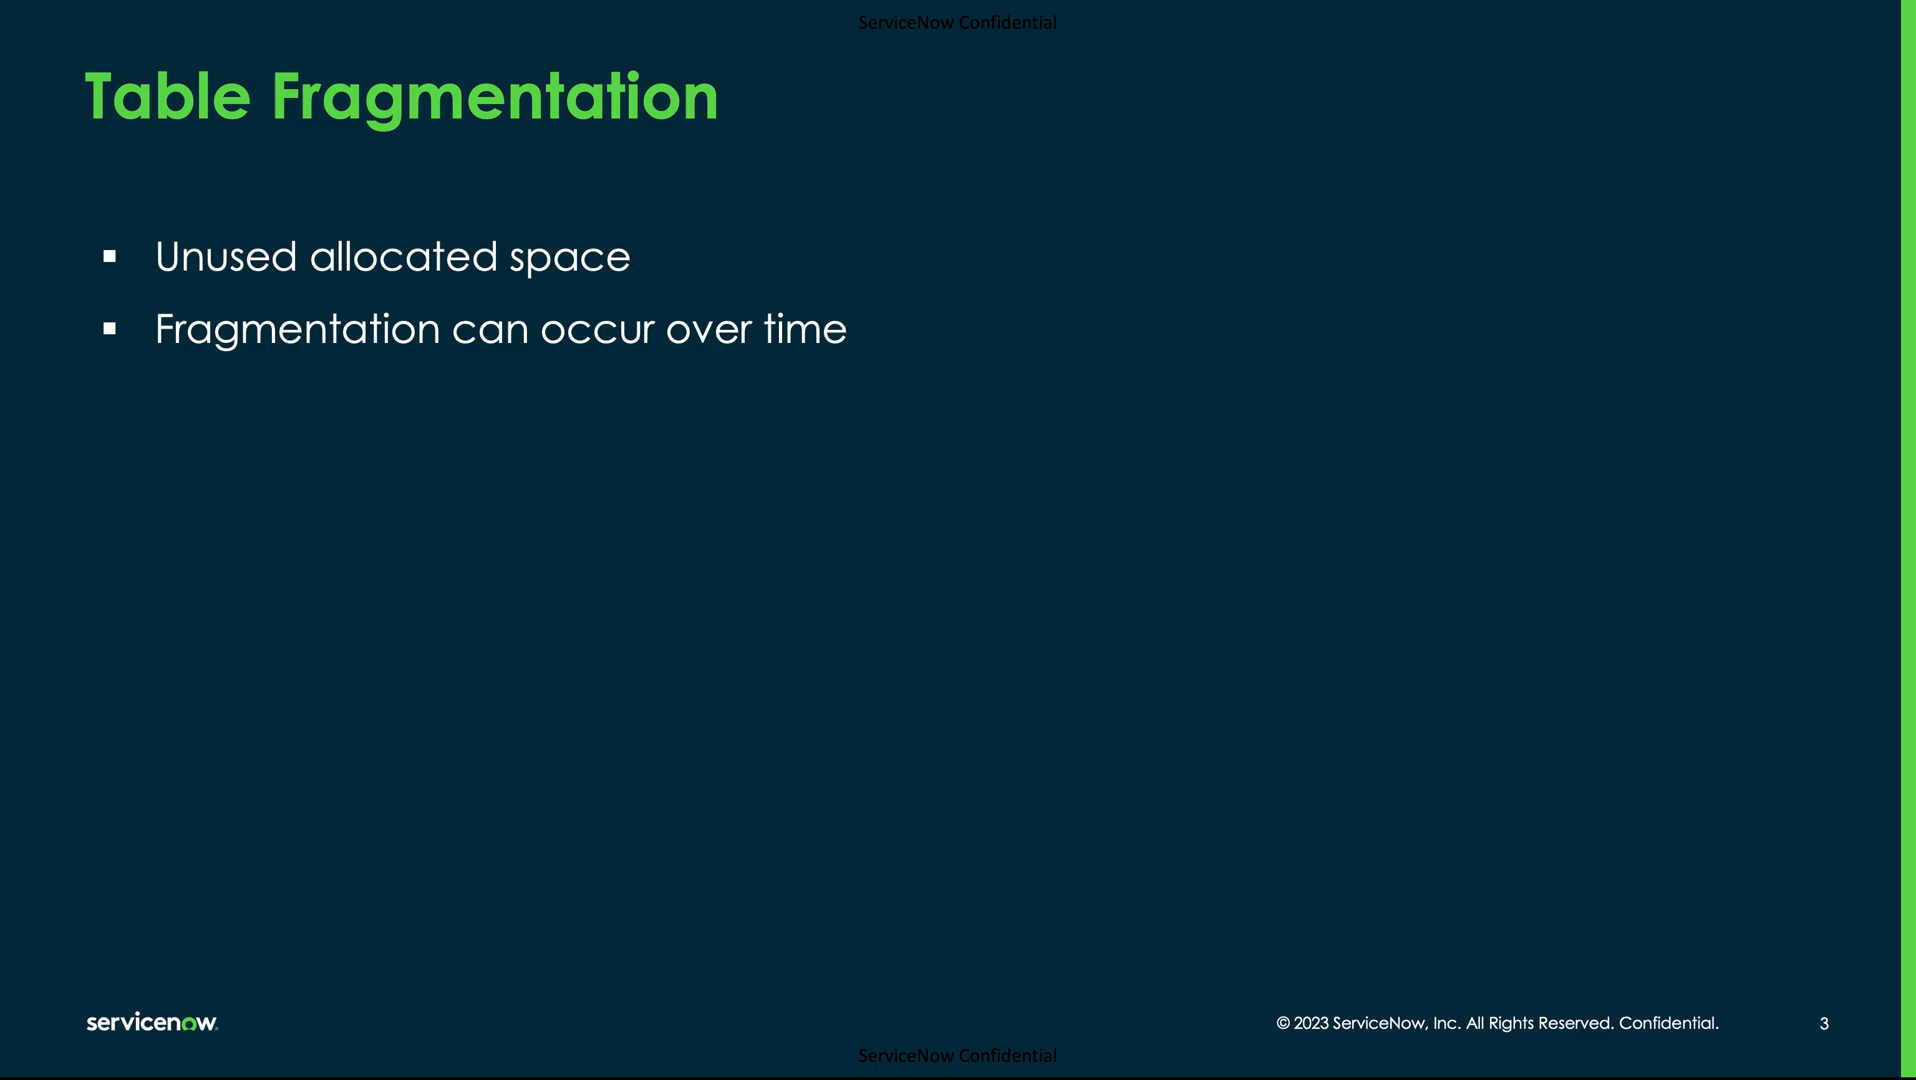 ServiceNow Confidential
Table Fragmentation
▪ Unused allocated space
▪ Fragmentation can occur over time
servicenow
© 2023 ServiceNow, Inc. All Rights Reserved. Confidential.
3
ServiceNow Confidential